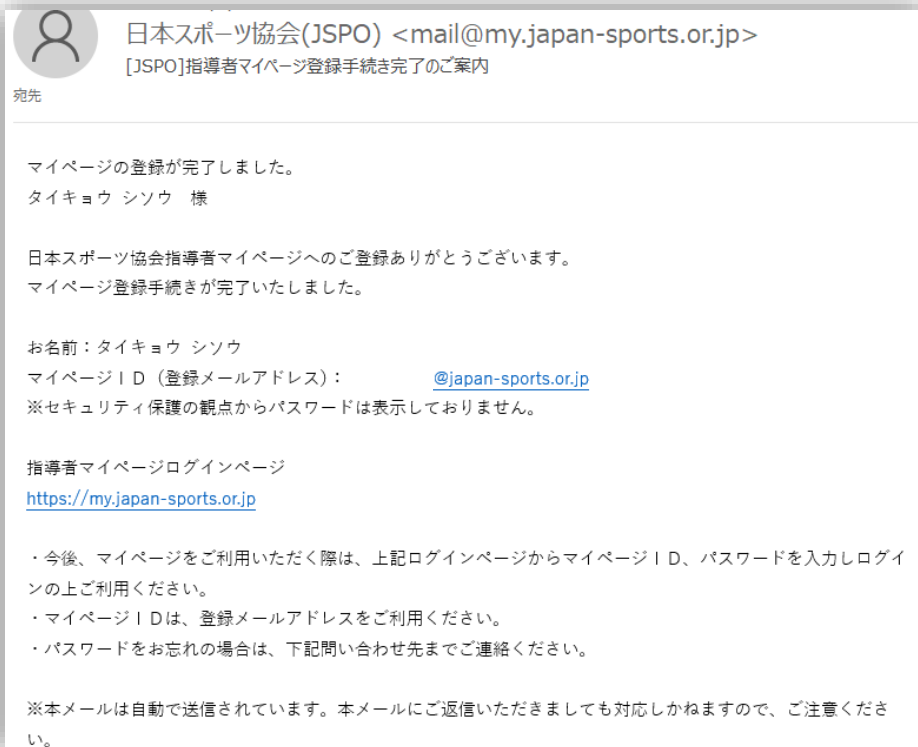 日本スポーツ協会(JSPO) <mail@my.japan-sports.or.jp>
[JSPO]指導者マイページ登録手続き完了のご案内
宛先
マイページの登録が完了しました。
タイキョウ シソウ　様
日本スポーツ協会指導者マイページへのご登録ありがとうございます。
マイページ登録手続きが完了いたしました。
お名前：タイキョウ シソウ
マイページＩＤ（登録メールアドレス）：　　　　　@japan-sports.or.jp
※セキュリティ保護の観点からパスワードは表示しておりません。
指導者マイページログインページ
https://my.japan-sports.or.jp
・今後、マイページをご利用いただく際は、上記ログインページからマイページＩＤ、パスワードを入力しログイ
ンの上ご利用ください。
・マイページＩＤは、登録メールアドレスをご利用ください。
・パスワードをお忘れの場合は、下記問い合わせ先までご連絡ください。
※本メールは自動で送信されています。本メールにご返信いただきましても対応しかねますので、ご注意くださ
い。